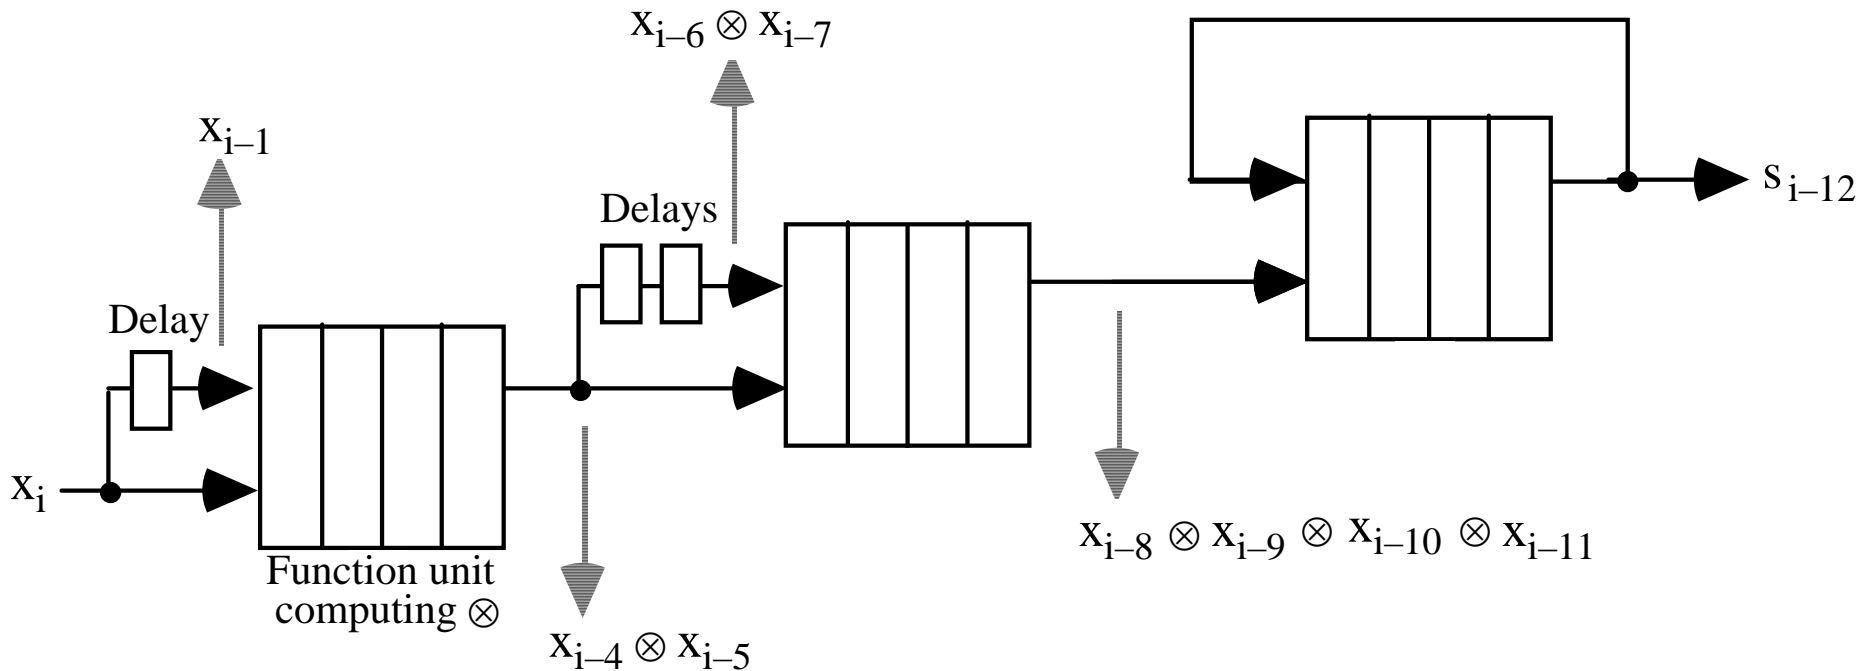 x_{i–6} ⊗ x_{i–7}
x_{i–1}
s_{i–12}
Delays
Delay
x_i
x_{i–8} ⊗ x_{i–9} ⊗ x_{i–10} ⊗ x_{i–11}
Function unit
computing ⊗
x_{i–4} ⊗ x_{i–5}